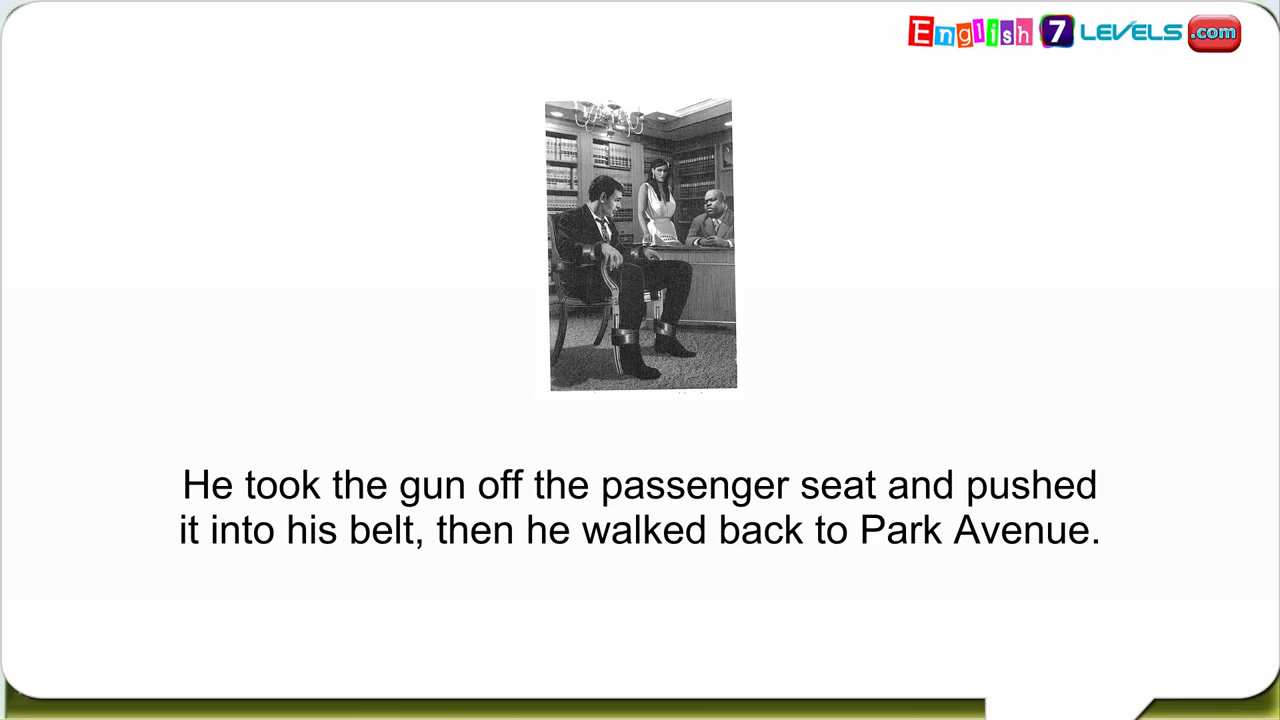 English 7 LEVELS .com
He took the gun off the passenger seat and pushed
it into his belt, then he walked back to Park Avenue.